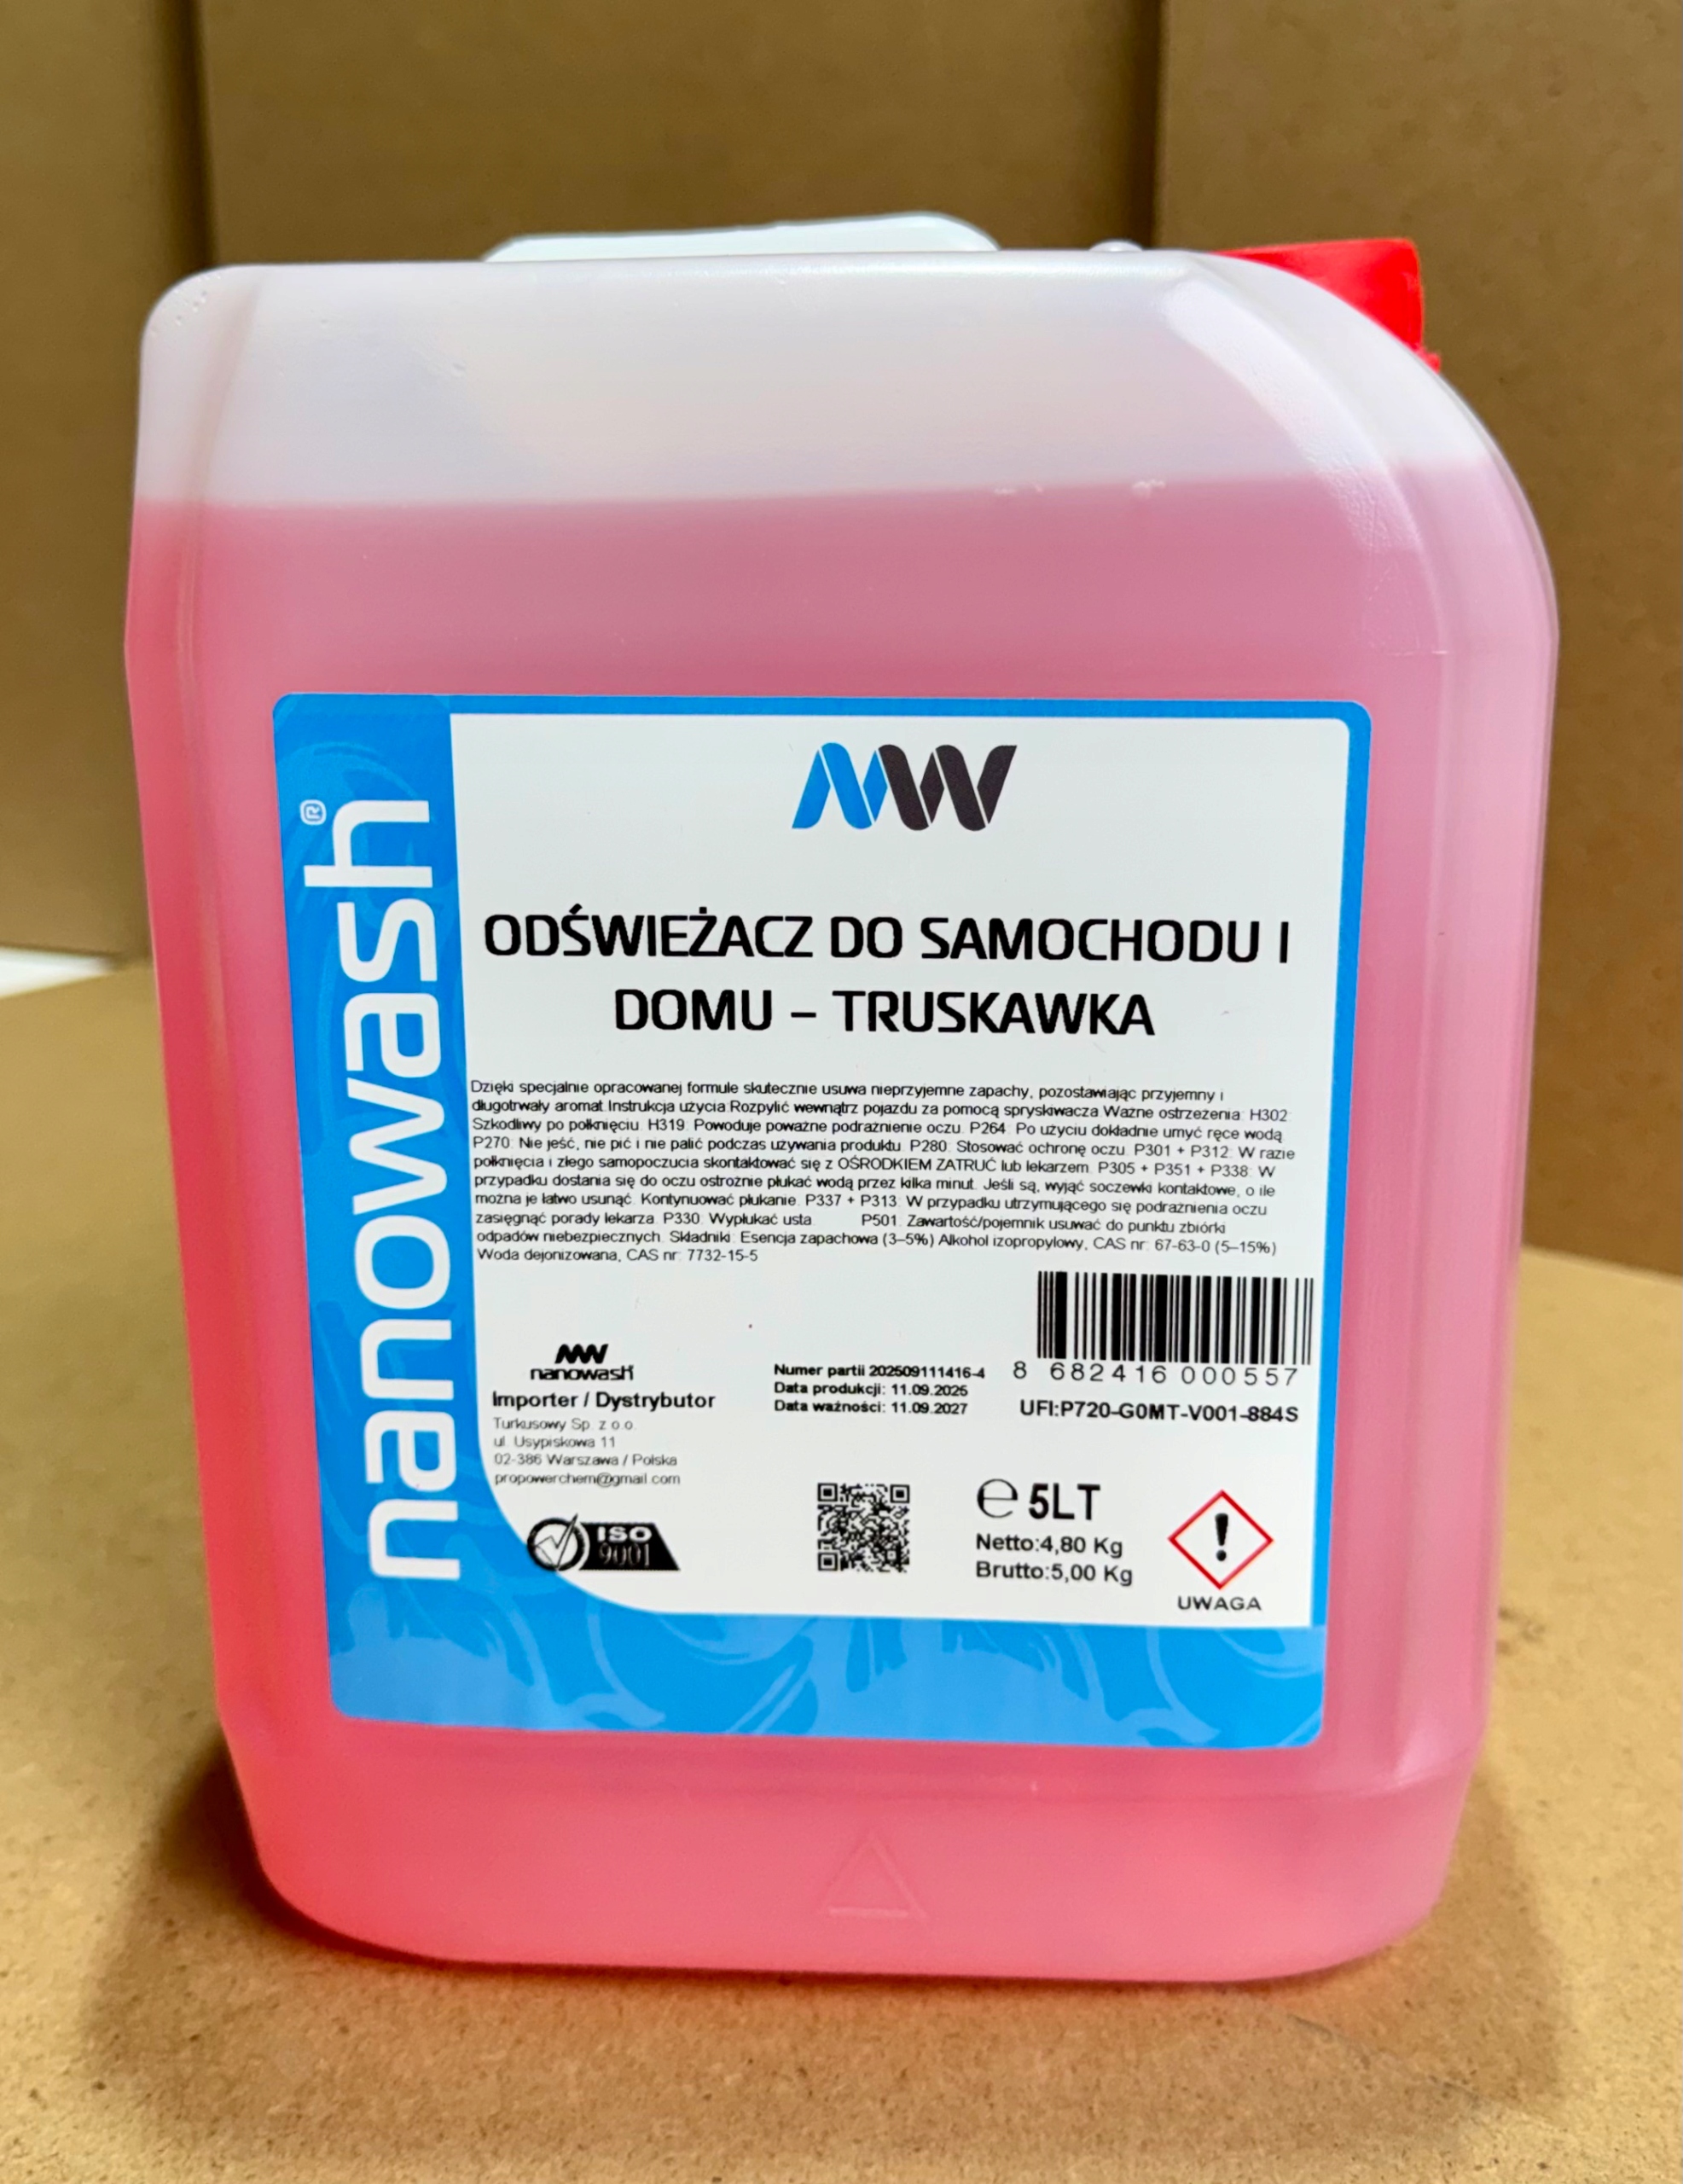 nanowash®
NW
ODŚWIEŻACZ DO SAMOCHODU I
DOMU – TRUSKAWKA
Dzięki specjalnie opracowanej formule skutecznie usuwa nieprzyjemne zapachy, pozostawiając przyjemny i
długotrwały aromat.Instrukcja użycia:Rozpylić wewnątrz pojazdu za pomocą spryskiwacza.Ważne ostrzeżenia: H302:
Szkodliwy po połknięciu. H319: Powoduje poważne podrażnienie oczu. P264: Po użyciu dokładnie umyć ręce wodą.
P270: Nie jeść, nie pić i nie palić podczas używania produktu. P280: Stosować ochronę oczu. P301 + P312: W razie
połknięcia i złego samopoczucia skontaktować się z OŚRODKIEM ZATRUĆ lub lekarzem. P305 + P351 + P338: W
przypadku dostania się do oczu ostrożnie płukać wodą przez kilka minut. Jeśli są, wyjąć soczewki kontaktowe, o ile
można je łatwo usunąć. Kontynuować płukanie. P337 + P313: W przypadku utrzymującego się podrażnienia oczu
zasięgnąć porady lekarza. P330: Wypłukać usta. P501: Zawartość/pojemnik usuwać do punktu zbiórki
odpadów niebezpiecznych. Składniki: Esencja zapachowa (3–5%) Alkohol izopropylowy, CAS nr: 67-63-0 (5–15%)
Woda dejonizowana, CAS nr: 7732-15-5
NW
nanowash
Importer / Dystrybutor
Turkusowy Sp. z o.o.
ul. Usypiskowa 11
02-386 Warszawa / Polska
propowerchem@gmail.com
ISO
9001
Numer partii 202509111416-4
Data produkcji: 11.09.2025
Data ważności: 11.09.2027
8 682416 000557
UFI:P720-G0MT-V001-884S
℮ 5LT
Netto:4,80 Kg
Brutto:5,00 Kg
UWAGA